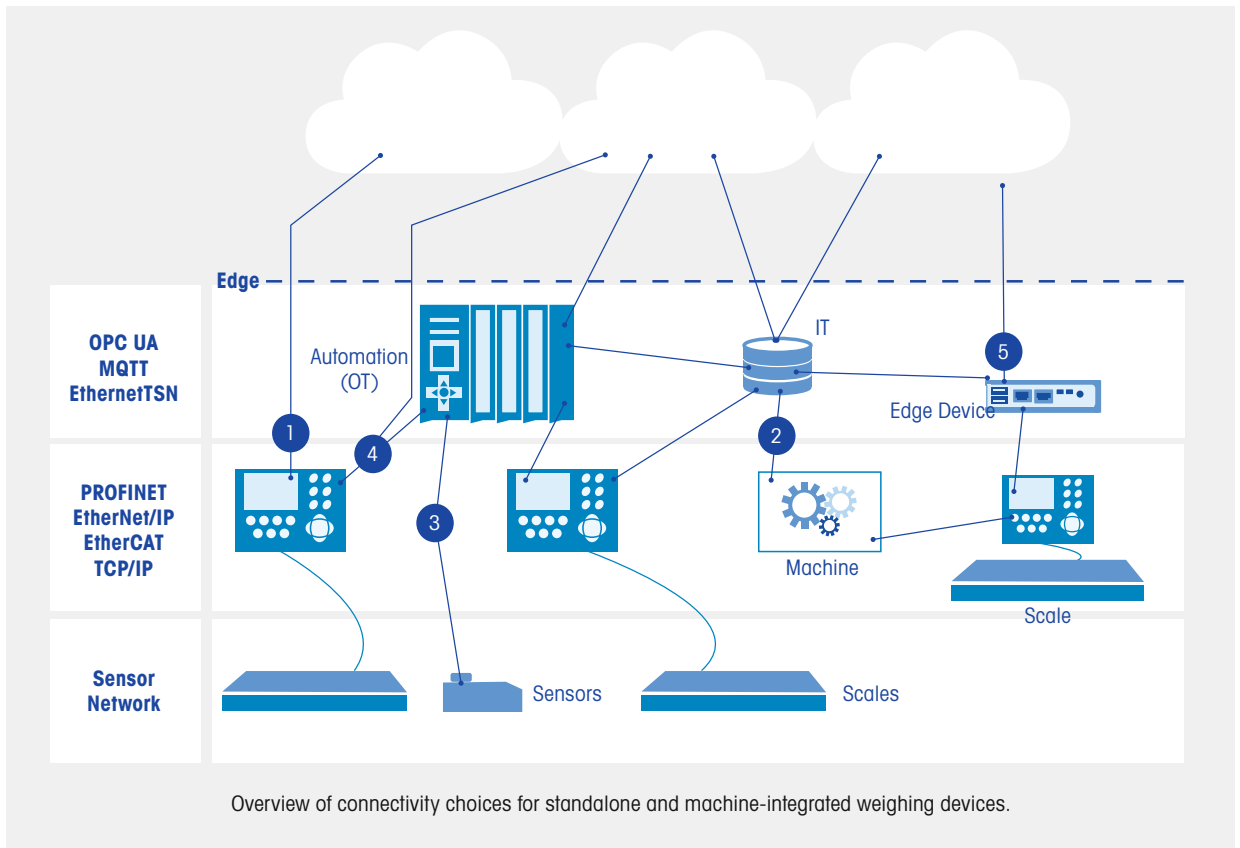 Edge
OPC UA
MQTT
EthernetTSN
Automation
(OT)
IT
5
Edge Device
1
4
2
PROFINET
EtherNet/IP
EtherCAT
TCP/IP
3
Machine
Scale
Sensor
Network
Sensors
Scales
Overview of connectivity choices for standalone and machine-integrated weighing devices.